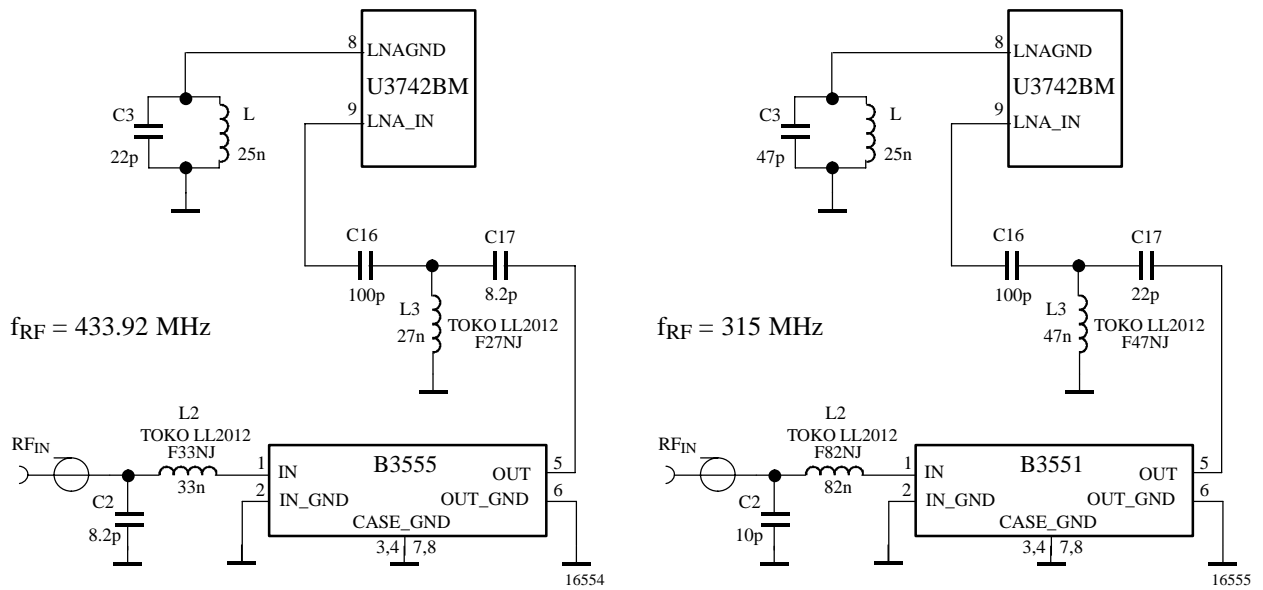 8
LNAGND
U3742BM
C3
L
9
LNA_IN
22p
25n
C16
C17
100p
8.2p
L3
TOKO LL2012
27n
F27NJ
fRF = 433.92 MHz
L2
TOKO LL2012
F33NJ
RFIN
33n
1
IN
B3555
OUT
5
2
IN_GND
OUT_GND
6
C2
8.2p
CASE_GND
3,4
7,8
16554
8
LNAGND
U3742BM
C3
L
9
LNA_IN
47p
25n
C16
C17
100p
22p
L3
TOKO LL2012
47n
F47NJ
fRF = 315 MHz
L2
TOKO LL2012
F82NJ
RFIN
82n
1
IN
B3551
OUT
5
2
IN_GND
OUT_GND
6
C2
10p
CASE_GND
3,4
7,8
16555